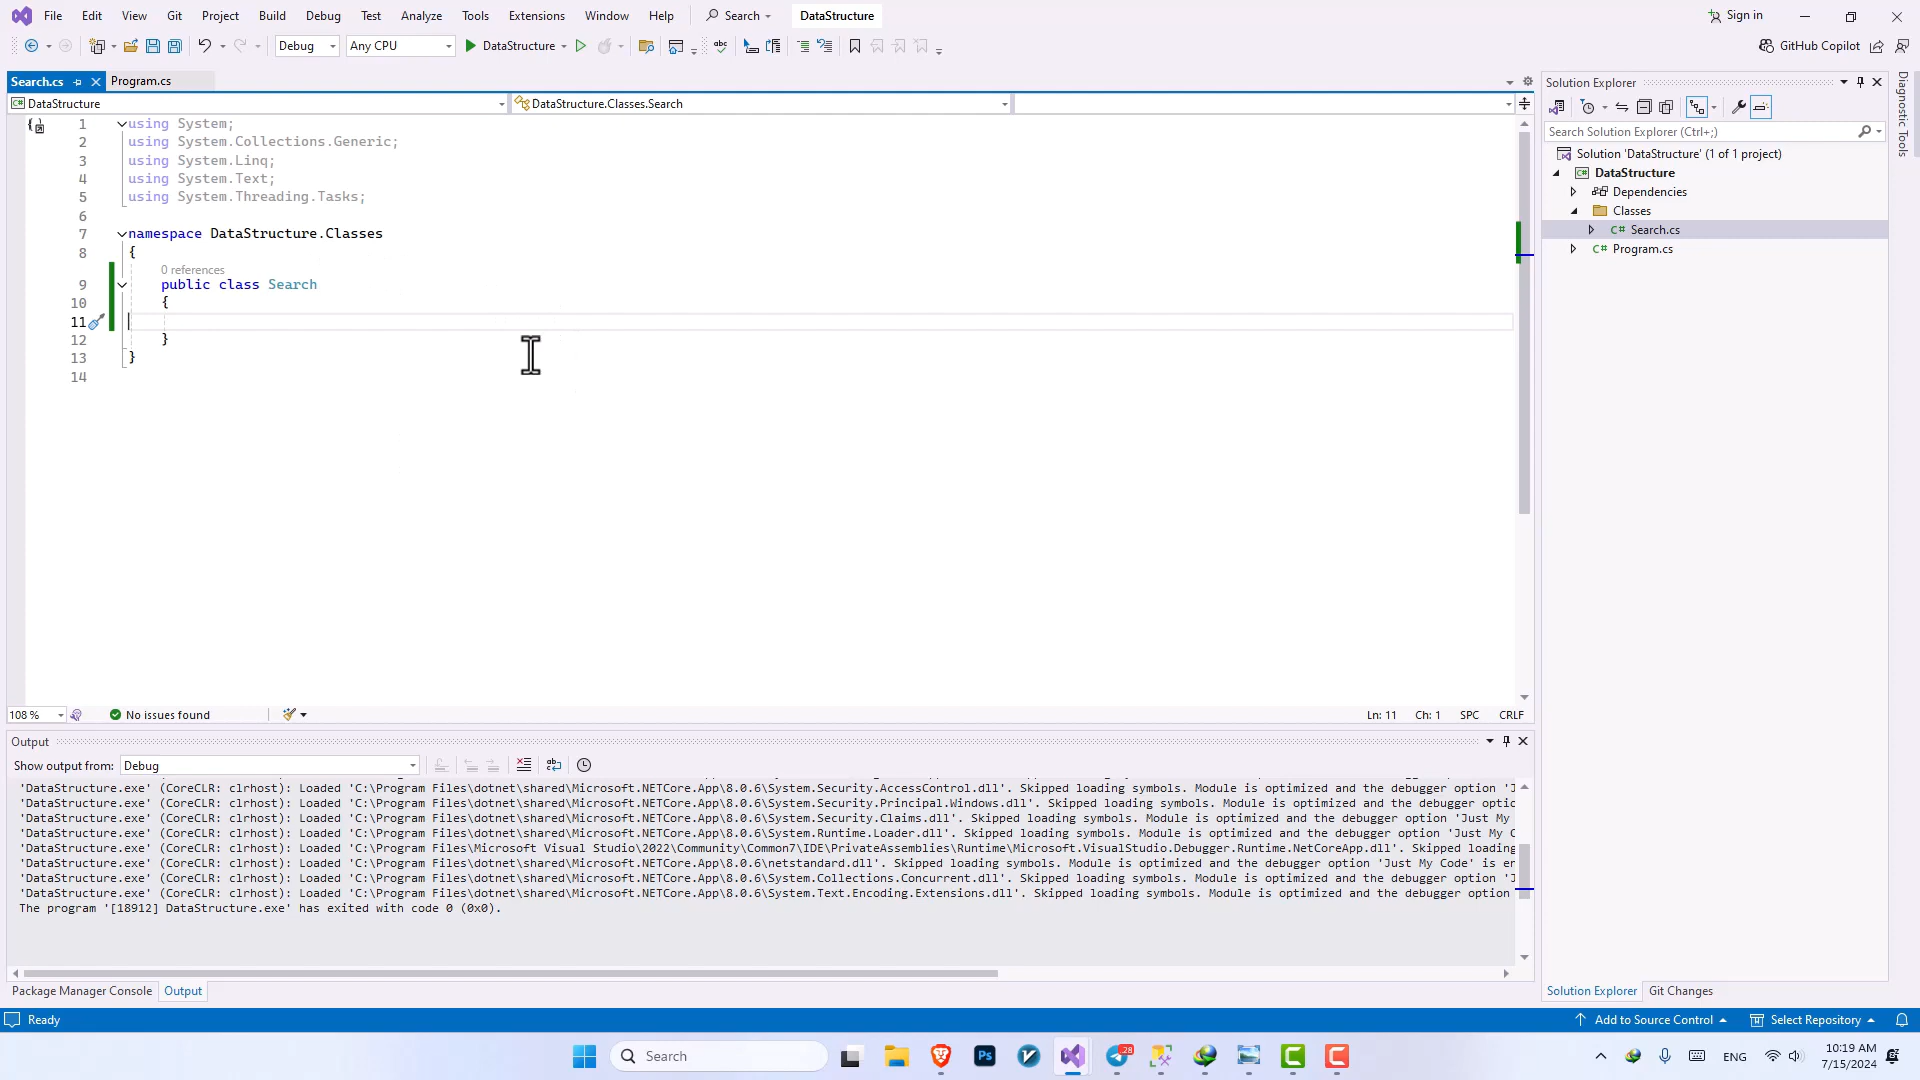 File Edit View Git Project Build Debug Test Analyze Tools Extensions Window Help Search DataStructure Sign in
Debug Any CPU DataStructure GitHub Copilot
Search.cs Program.cs
DataStructure DataStructure.Classes.Search
1 using System;
2 using System.Collections.Generic;
3 using System.Linq;
4 using System.Text;
5 using System.Threading.Tasks;
6
7 namespace DataStructure.Classes
8 {
0 references
9 public class Search
10 {
11
12 }
13 }
14
108 % No issues found Ln: 11 Ch: 1 SPC CRLF
Solution Explorer
Search Solution Explorer (Ctrl+;)
Solution 'DataStructure' (1 of 1 project)
DataStructure
Dependencies
Classes
C# Search.cs
C# Program.cs
Solution Explorer Git Changes
Diagnostic Tools
Output
Show output from: Debug
'DataStructure.exe' (CoreCLR: clrhost): Loaded 'C:\Program Files\dotnet\shared\Microsoft.NETCore.App\8.0.6\System.Security.AccessControl.dll'. Skipped loading symbols. Module is optimized and the debugger option 'J
'DataStructure.exe' (CoreCLR: clrhost): Loaded 'C:\Program Files\dotnet\shared\Microsoft.NETCore.App\8.0.6\System.Security.Principal.Windows.dll'. Skipped loading symbols. Module is optimized and the debugger optio
'DataStructure.exe' (CoreCLR: clrhost): Loaded 'C:\Program Files\dotnet\shared\Microsoft.NETCore.App\8.0.6\System.Security.Claims.dll'. Skipped loading symbols. Module is optimized and the debugger option 'Just My
'DataStructure.exe' (CoreCLR: clrhost): Loaded 'C:\Program Files\dotnet\shared\Microsoft.NETCore.App\8.0.6\System.Runtime.Loader.dll'. Skipped loading symbols. Module is optimized and the debugger option 'Just My C
'DataStructure.exe' (CoreCLR: clrhost): Loaded 'C:\Program Files\Microsoft Visual Studio\2022\Community\Common7\IDE\PrivateAssemblies\Runtime\Microsoft.VisualStudio.Debugger.Runtime.NetCoreApp.dll'. Skipped loading
'DataStructure.exe' (CoreCLR: clrhost): Loaded 'C:\Program Files\dotnet\shared\Microsoft.NETCore.App\8.0.6\netstandard.dll'. Skipped loading symbols. Module is optimized and the debugger option 'Just My Code' is en
'DataStructure.exe' (CoreCLR: clrhost): Loaded 'C:\Program Files\dotnet\shared\Microsoft.NETCore.App\8.0.6\System.Collections.Concurrent.dll'. Skipped loading symbols. Module is optimized and the debugger option 'J
'DataStructure.exe' (CoreCLR: clrhost): Loaded 'C:\Program Files\dotnet\shared\Microsoft.NETCore.App\8.0.6\System.Text.Encoding.Extensions.dll'. Skipped loading symbols. Module is optimized and the debugger option
The program '[18912] DataStructure.exe' has exited with code 0 (0x0).
Package Manager Console Output
Ready Add to Source Control Select Repository
Search Ps 28 ENG 10:19 AM
7/15/2024